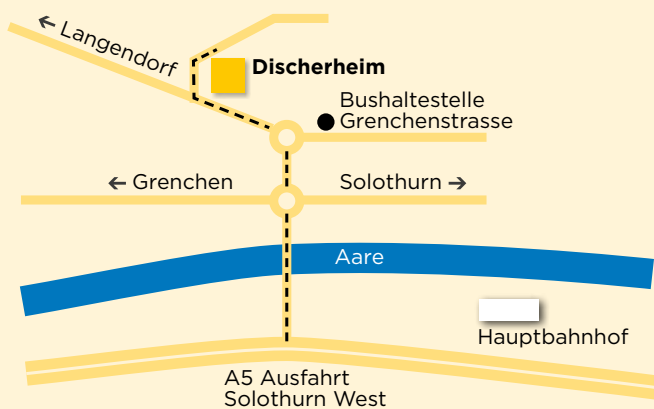 ← Langendorf
Discherheim
Bushaltestelle
Grenchenstrasse
← Grenchen
Solothurn →
Aare
Hauptbahnhof
A5 Ausfahrt
Solothurn West